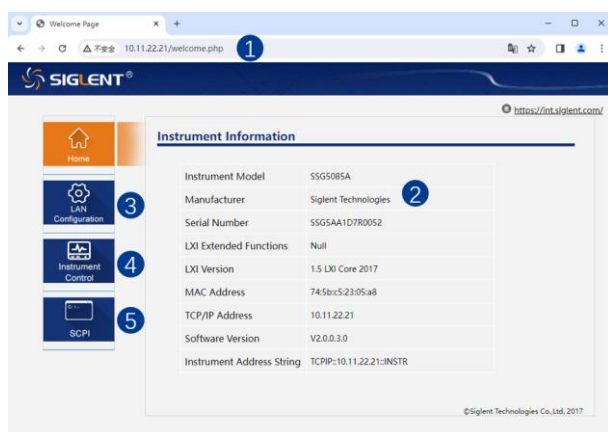 Welcome Page
不安全 10.11.22.21/welcome.php 1
SIGLENT®
https://int.siglent.com/
Home
Instrument Information
Instrument Model SSG5085A
Manufacturer Siglent Technologies 2
Serial Number SSG5AA1D7R0052
LXI Extended Functions Null
LXI Version 1.5 LXI Core 2017
MAC Address 74:5b:c5:23:05:a8
TCP/IP Address 10.11.22.21
Software Version V2.0.0.3.0
Instrument Address String TCPIP::10.11.22.21::INSTR
LAN
Configuration
3
Instrument
Control
4
SCPI
5
©Siglent Technologies Co.,Ltd. 2017